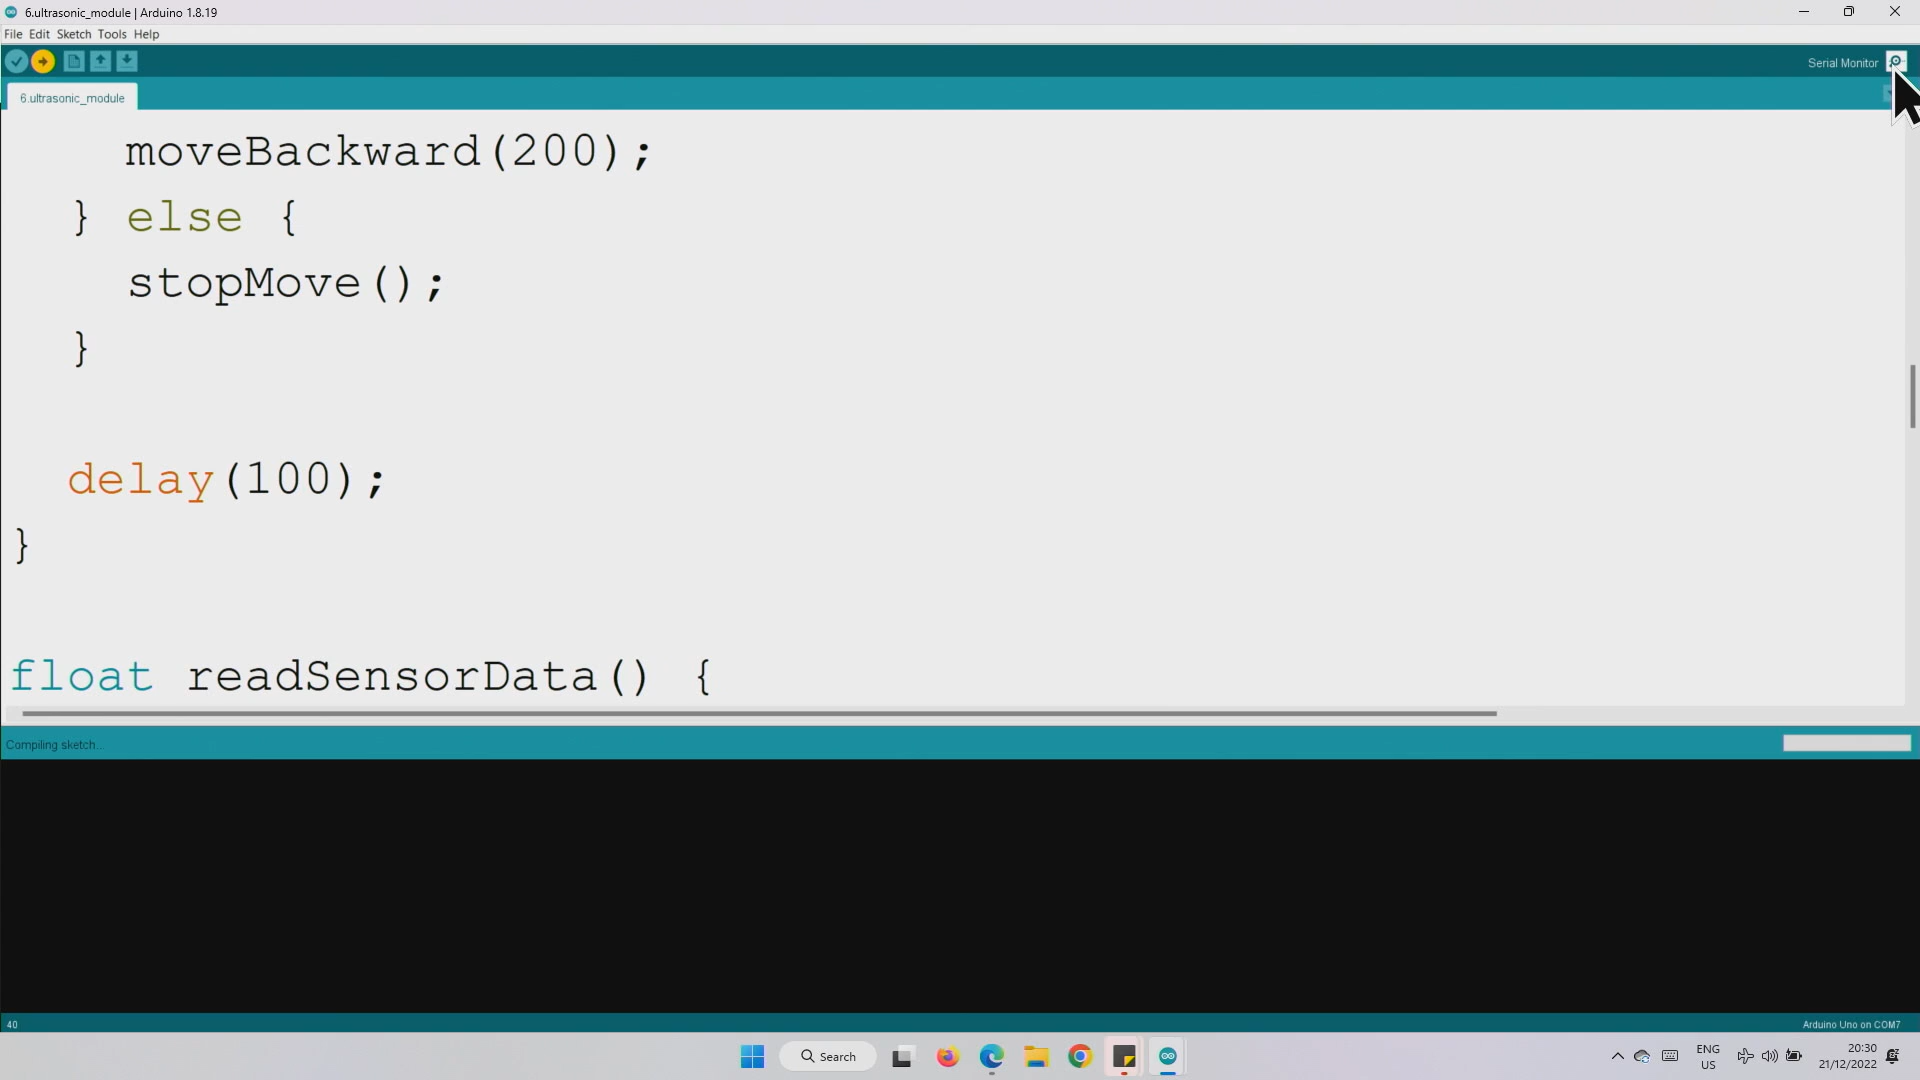 6.ultrasonic_module | Arduino 1.8.19
File Edit Sketch Tools Help
Serial Monitor
6.ultrasonic_module
moveBackward(200);
} else {
stopMove();
}
delay(100);
}
float readSensorData() {
Compiling sketch...
40
Arduino Uno on COM7
Search
ENG
US
20:30
21/12/2022